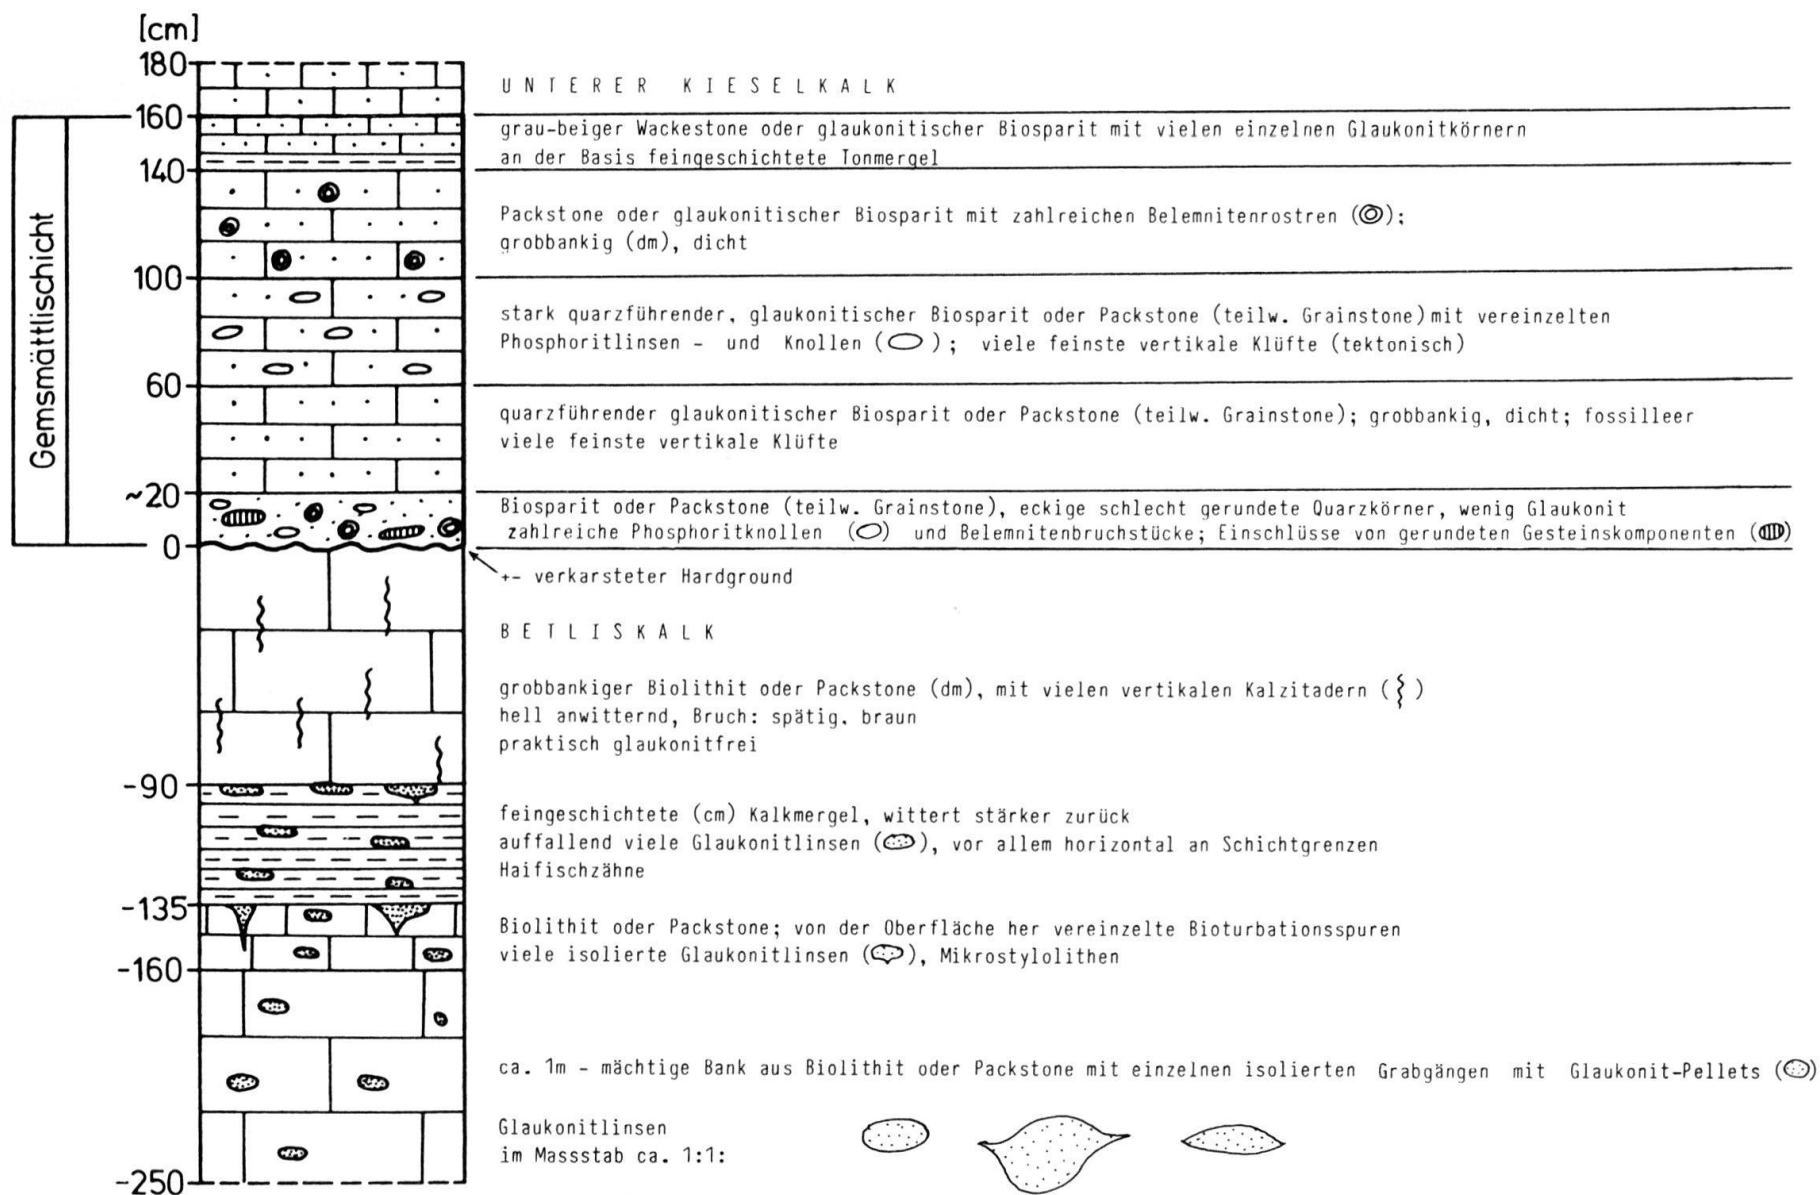 [cm]
180
UNTERER KIESELKALK
160
grau-beiger Wackestone oder glaukonitischer Biosparit mit vielen einzelnen Glaukonitkörnern
an der Basis feingeschichtete Tonmergel
140
Packstone oder glaukonitischer Biosparit mit zahlreichen Belemnitenrostren ( );
grobbankig (dm), dicht
Gemsmättlischicht
100
stark quarzführender, glaukonitischer Biosparit oder Packstone (teilw. Grainstone) mit vereinzelten
Phosphoritlinsen - und Knollen ( ); viele feinste vertikale Klüfte (tektonisch)
60
quarzführender glaukonitischer Biosparit oder Packstone (teilw. Grainstone); grobbankig, dicht; fossilleer
viele feinste vertikale Klüfte
~20
Biosparit oder Packstone (teilw. Grainstone), eckige schlecht gerundete Quarzkörner, wenig Glaukonit
zahlreiche Phosphoritknollen ( ) und Belemnitenbruchstücke; Einschlüsse von gerundeten Gesteinskomponenten ( )
0
+- verkarsteter Hardground
BETLISKALK
grobbankiger Biolithit oder Packstone (dm), mit vielen vertikalen Kalzitadern ( )
hell anwitternd, Bruch: spätig. braun
praktisch glaukonitfrei
-90
feingeschichtete (cm) Kalkmergel, wittert stärker zurück
auffallend viele Glaukonitlinsen ( ), vor allem horizontal an Schichtgrenzen
Haifischzähne
-135
Biolithit oder Packstone; von der Oberfläche her vereinzelte Bioturbationsspuren
viele isolierte Glaukonitlinsen ( ), Mikrostylolithen
-160
ca. 1m - mächtige Bank aus Biolithit oder Packstone mit einzelnen isolierten Grabgängen mit Glaukonit-Pellets ( )
Glaukonitlinsen
im Massstab ca. 1:1:
-250